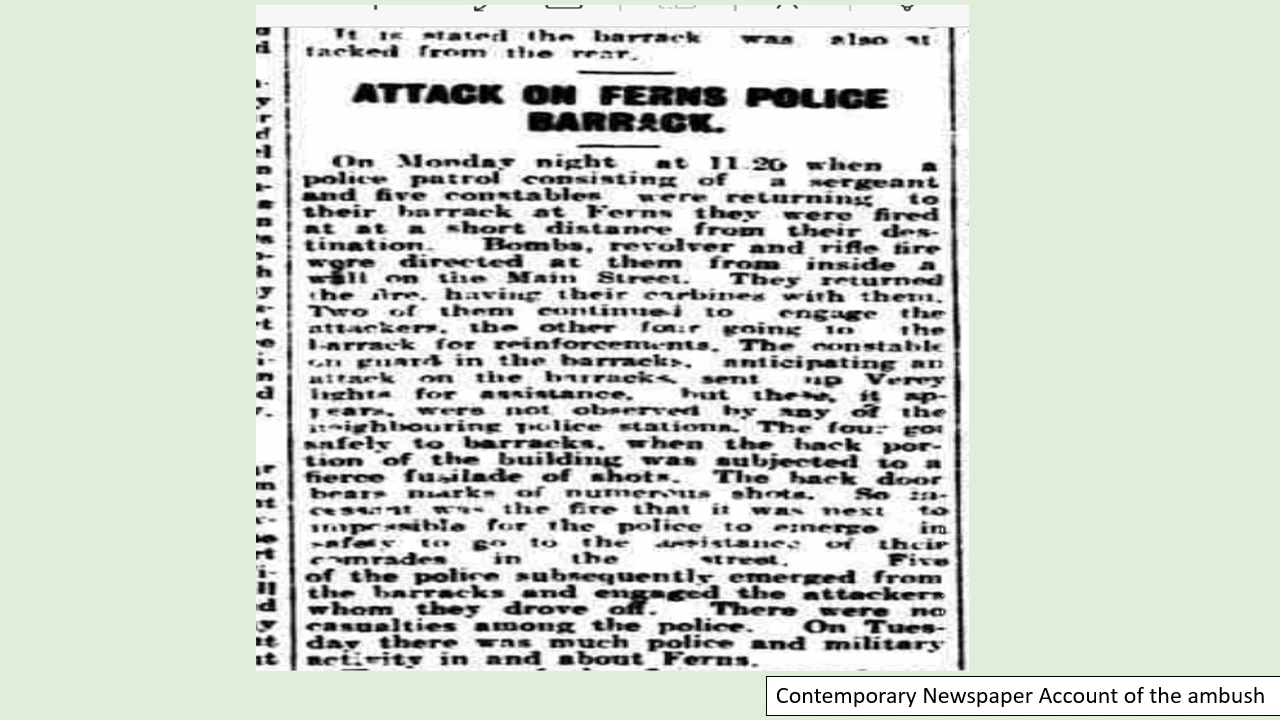 It is stated the barrack was also at-
tacked from the rear.
ATTACK ON FERNS POLICE
BARRACK.
On Monday night at 11.20 when a
police patrol consisting of a sergeant
and five constables were returning to
their barrack at Ferns they were fired
at at a short distance from their des-
tination. Bombs, revolver and rifle fire
were directed at them from inside a
wall on the Main Street. They returned
the fire, having their carbines with them.
Two of them continued to engage the
attackers, the other four going to the
barrack for reinforcements. The constable
on guard in the barracks, anticipating an
attack on the barracks, sent up Verey
lights for assistance, but these, it ap-
pears, were not observed by any of the
neighbouring police stations. The four got
safely to barracks, when the back por-
tion of the building was subjected to a
fierce fusilade of shots. The back door
bears marks of numerous shots. So in-
cessant was the fire that it was next to
impossible for the police to emerge in
safety to go to the assistance of their
comrades in the street. Five
of the police subsequently emerged from
the barracks and engaged the attackers
whom they drove off. There were no
casualties among the police. On Tues-
day there was much police and military
activity in and about Ferns.
Contemporary Newspaper Account of the ambush